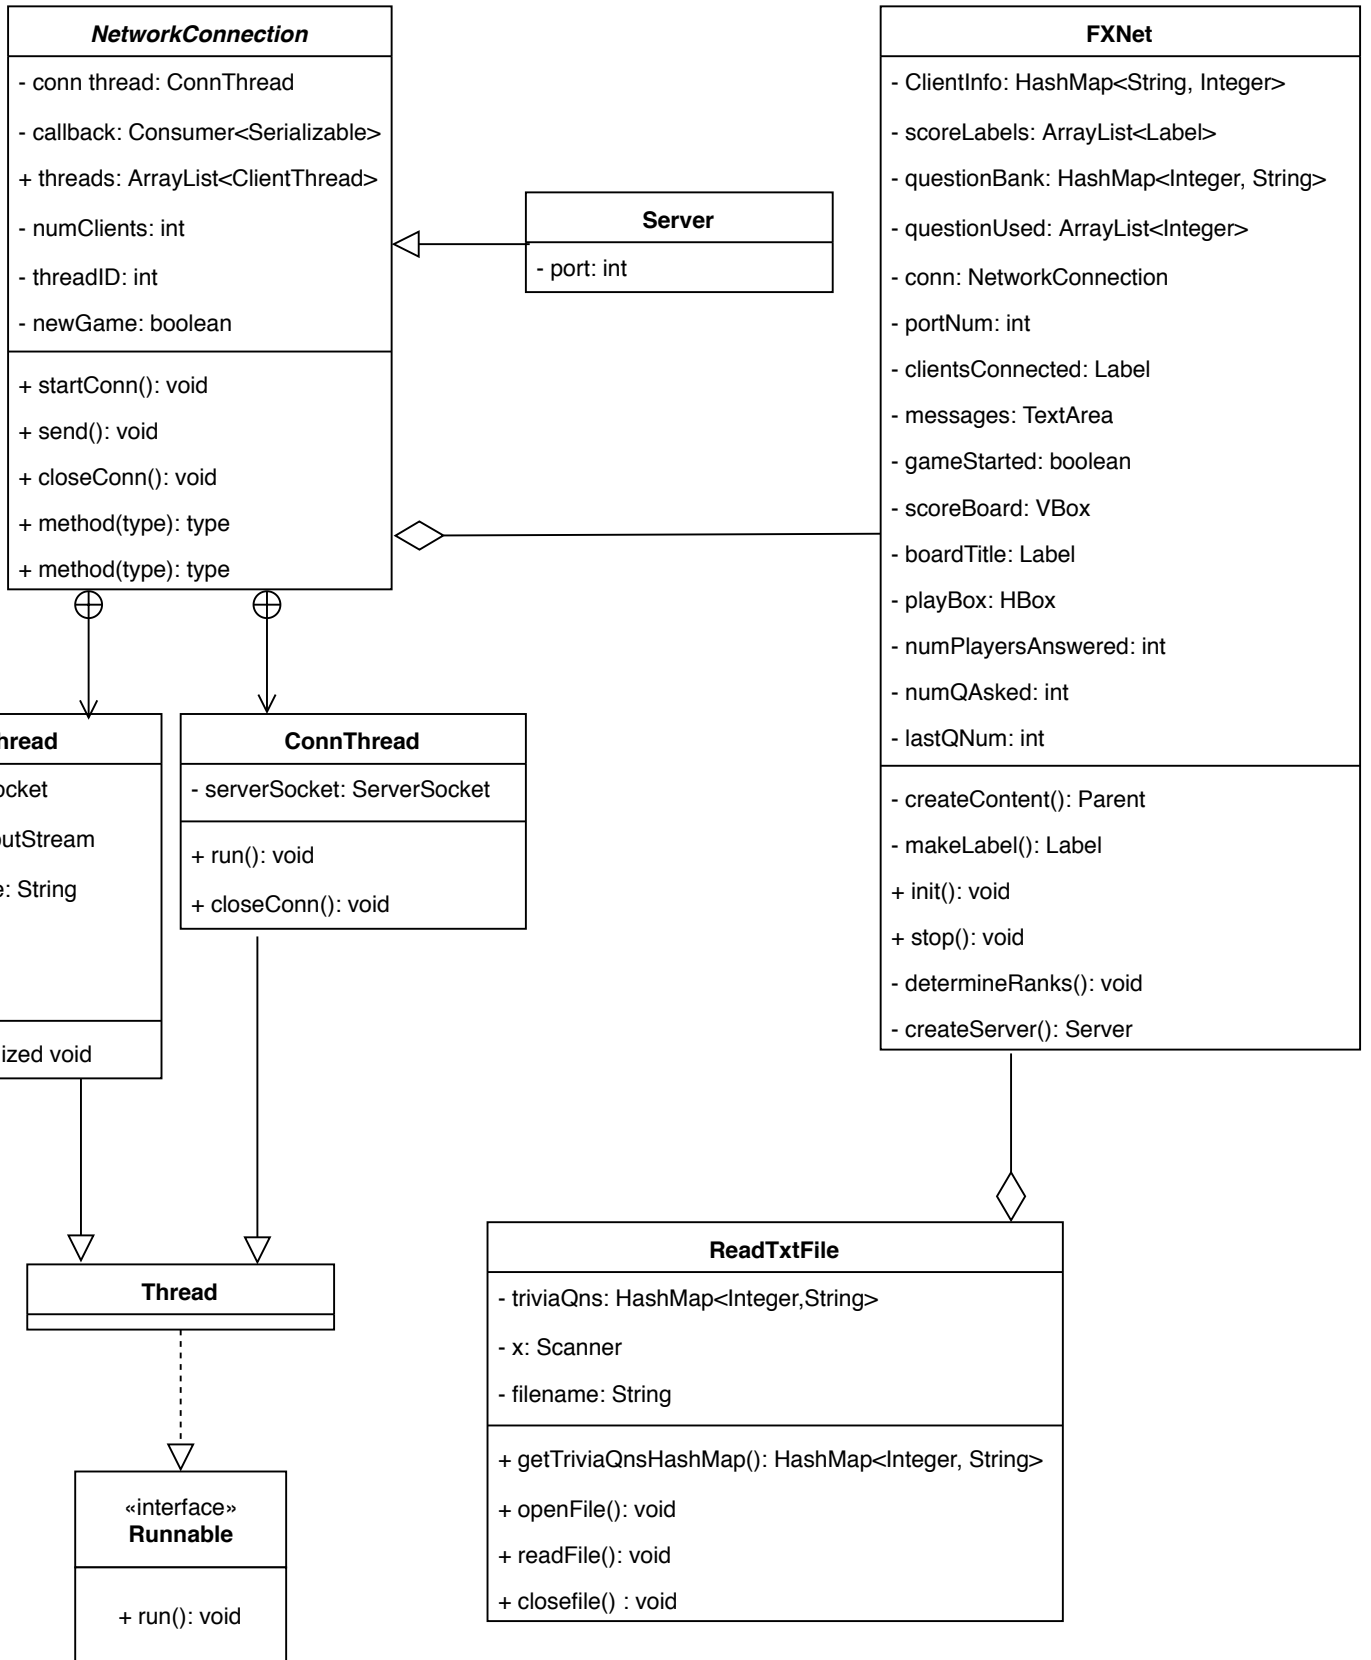 NetworkConnection
- conn thread: ConnThread
- callback: Consumer<Serializable>
+ threads: ArrayList<ClientThread>
- numClients: int
- threadID: int
- newGame: boolean
+ startConn(): void
+ send(): void
+ closeConn(): void
+ method(type): type
+ method(type): type
Server
- port: int
FXNet
- ClientInfo: HashMap<String, Integer>
- scoreLabels: ArrayList<Label>
- questionBank: HashMap<Integer, String>
- questionUsed: ArrayList<Integer>
- conn: NetworkConnection
- portNum: int
- clientsConnected: Label
- messages: TextArea
- gameStarted: boolean
- scoreBoard: VBox
- boardTitle: Label
- playBox: HBox
- numPlayersAnswered: int
- numQAsked: int
- lastQNum: int
- createContent(): Parent
- makeLabel(): Label
+ init(): void
+ stop(): void
- determineRanks(): void
- createServer(): Server
hread
ocket
outStream
e: String
ized void
ConnThread
- serverSocket: ServerSocket
+ run(): void
+ closeConn(): void
Thread
«interface»
Runnable
+ run(): void
ReadTxtFile
- triviaQns: HashMap<Integer,String>
- x: Scanner
- filename: String
+ getTriviaQnsHashMap(): HashMap<Integer, String>
+ openFile(): void
+ readFile(): void
+ closefile() : void